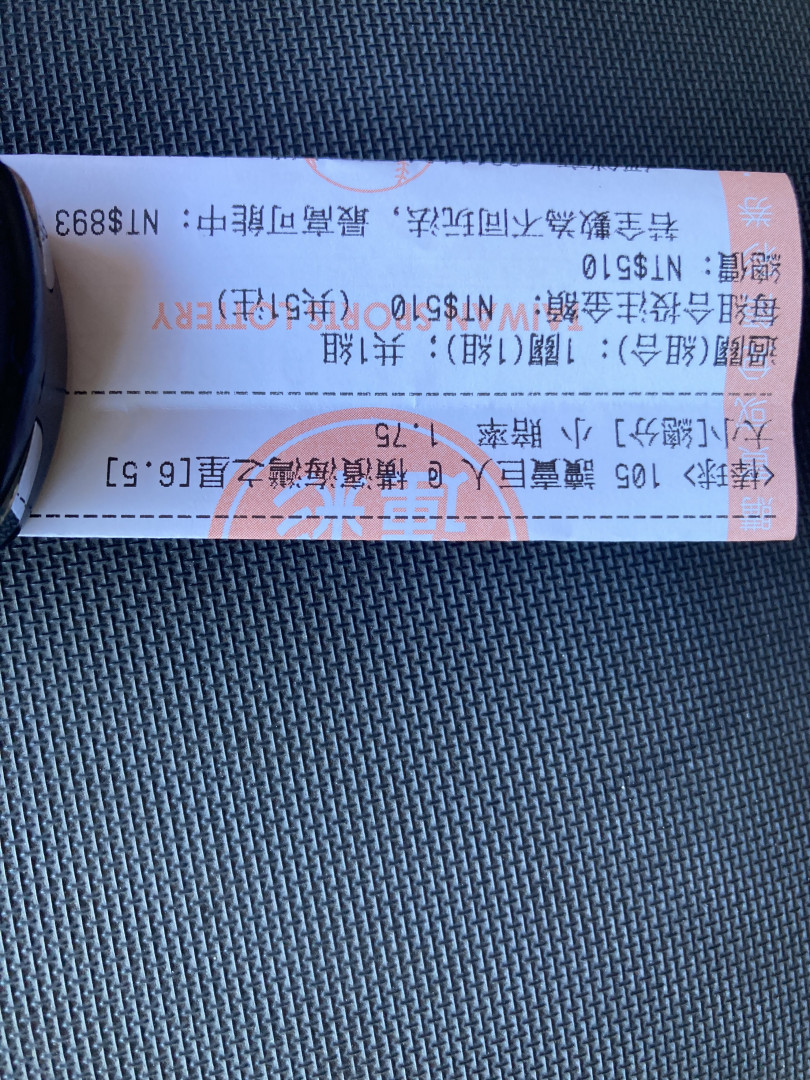 <棒球> 105 讀賣巨人 @ 橫濱海灣之星[6.5]
大小[總分] 小 賠率 1.75
過關(組合): 1關(1組); 共1組
每組合投注金額: NT$510 (共51注)
總價: NT$510
若全數為不同玩法, 最高可能中: NT$893
TAIWAN SPORTS LOTTERY
運彩